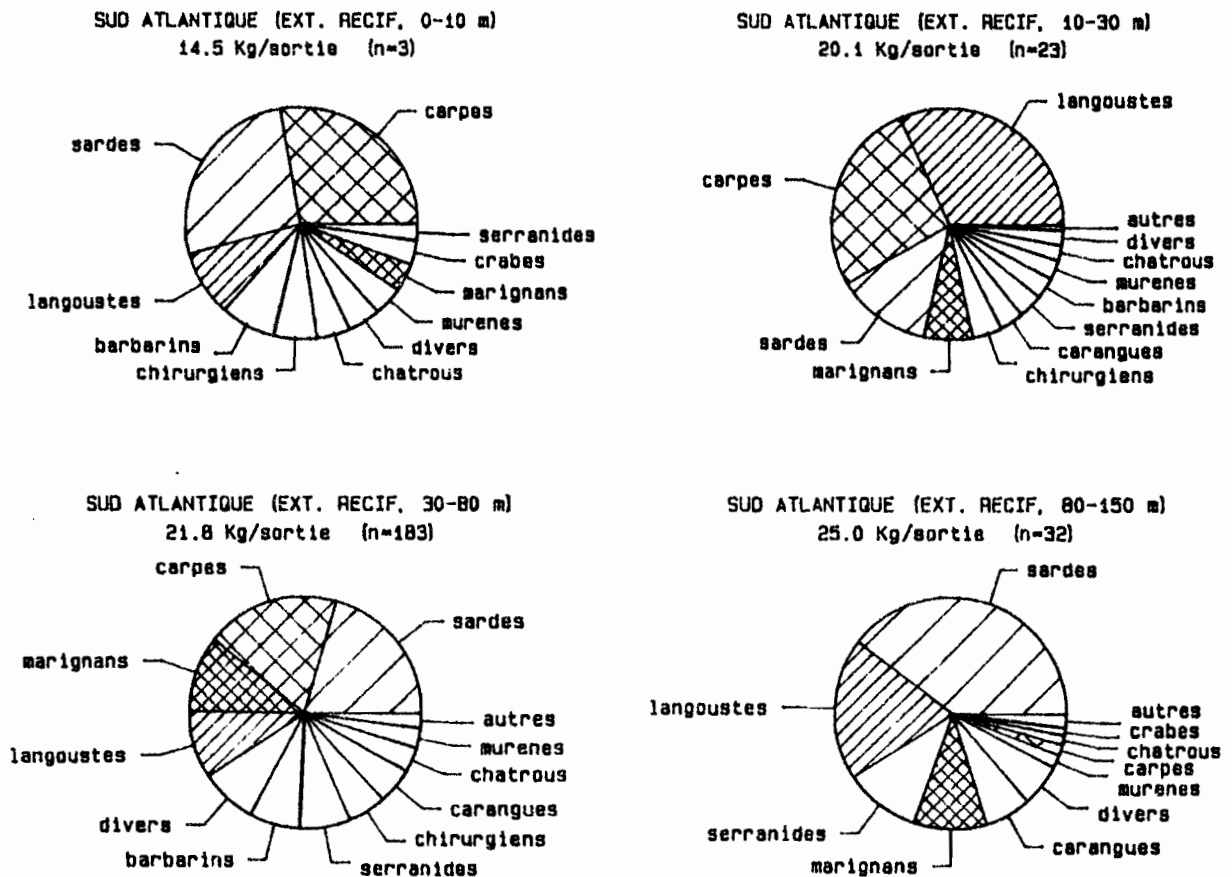 SUD ATLANTIQUE (EXT. RECIF, 0-10 m)
14.5 Kg/sortie (n=3)
carpes
sardes
serranides
crabes
marignans
langoustes
murenes
barbarins
divers
chirurgiens
chatrous
SUD ATLANTIQUE (EXT. RECIF, 10-30 m)
20.1 Kg/sortie (n=23)
langoustes
carpes
autres
divers
chatrous
murenes
barbarins
serranides
sardes
carangues
marignans
chirurgiens
SUD ATLANTIQUE (EXT. RECIF, 30-80 m)
21.8 Kg/sortie (n=183)
carpes
sardes
marignans
autres
murenes
langoustes
chatrous
carangues
divers
chirurgiens
barbarins
serranides
SUD ATLANTIQUE (EXT. RECIF, 80-150 m)
25.0 Kg/sortie (n=32)
sardes
langoustes
autres
crabes
chatrous
carpes
murenes
divers
serranides
carangues
marignans